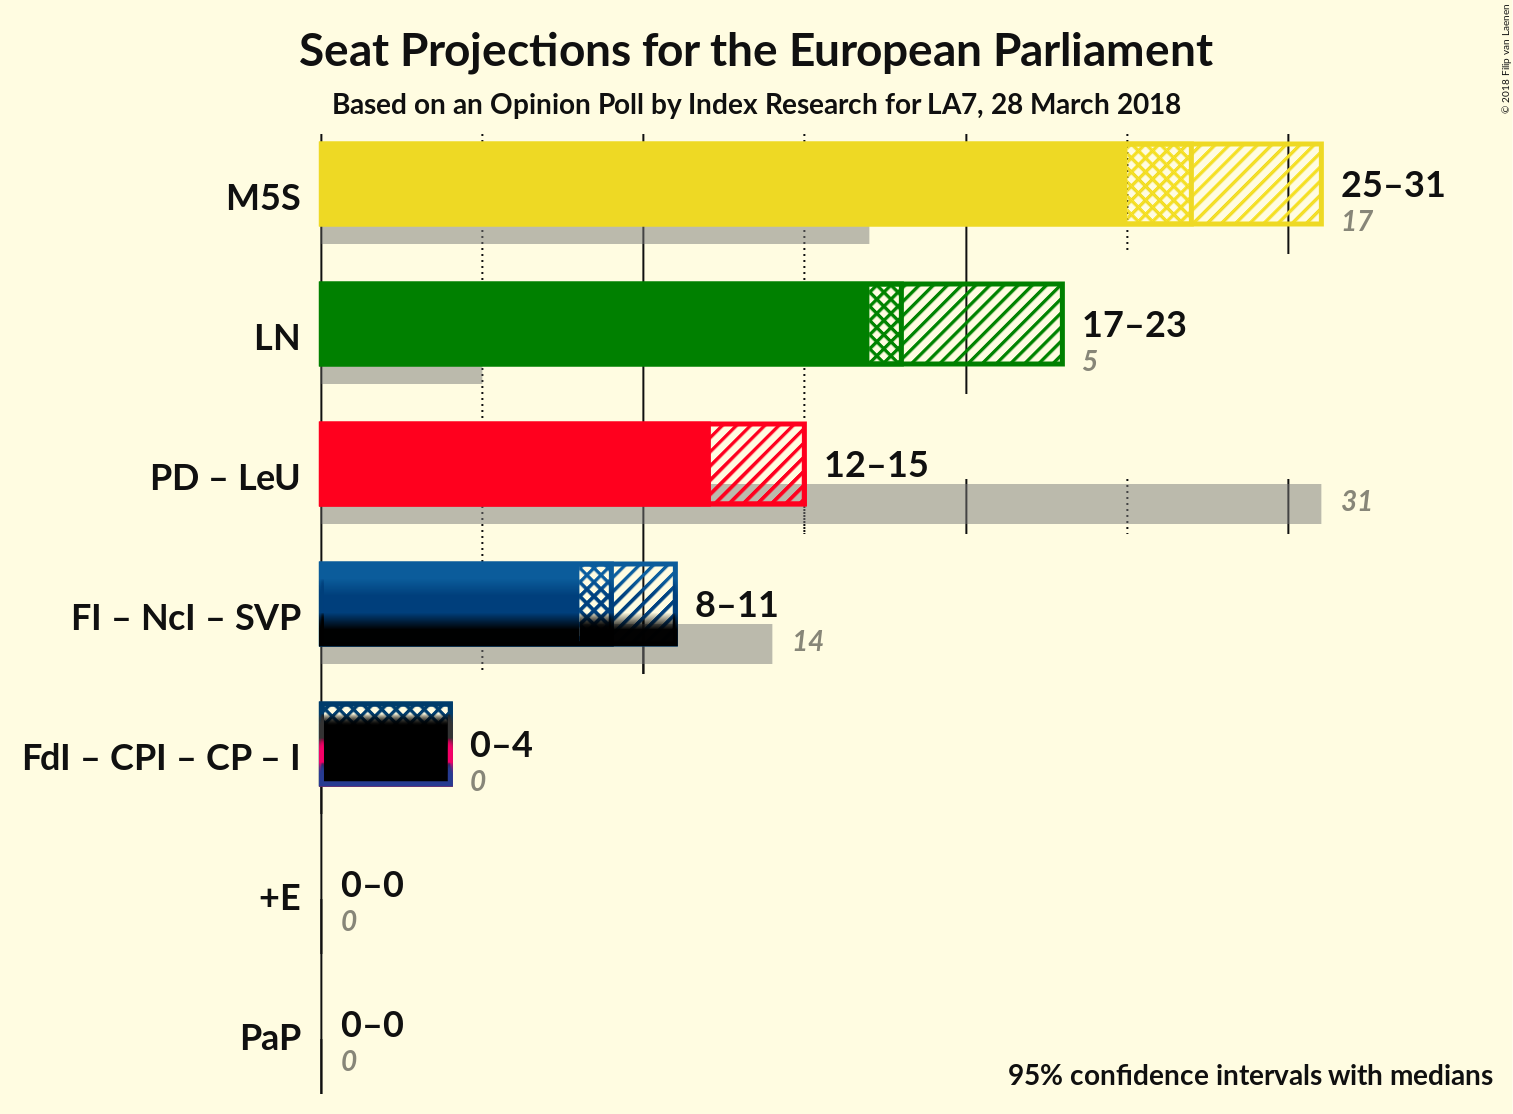 Seat Projections for the European Parliament
Based on an Opinion Poll by Index Research for LA7, 28 March 2018
© 2018 Filip van Laenen
M5S
25–31
17
LN
17–23
5
PD – LeU
12–15
31
FI – NcI – SVP
8–11
14
FdI – CPI – CP – I
0–4
0
+E
0–0
0
PaP
0–0
0
95% confidence intervals with medians